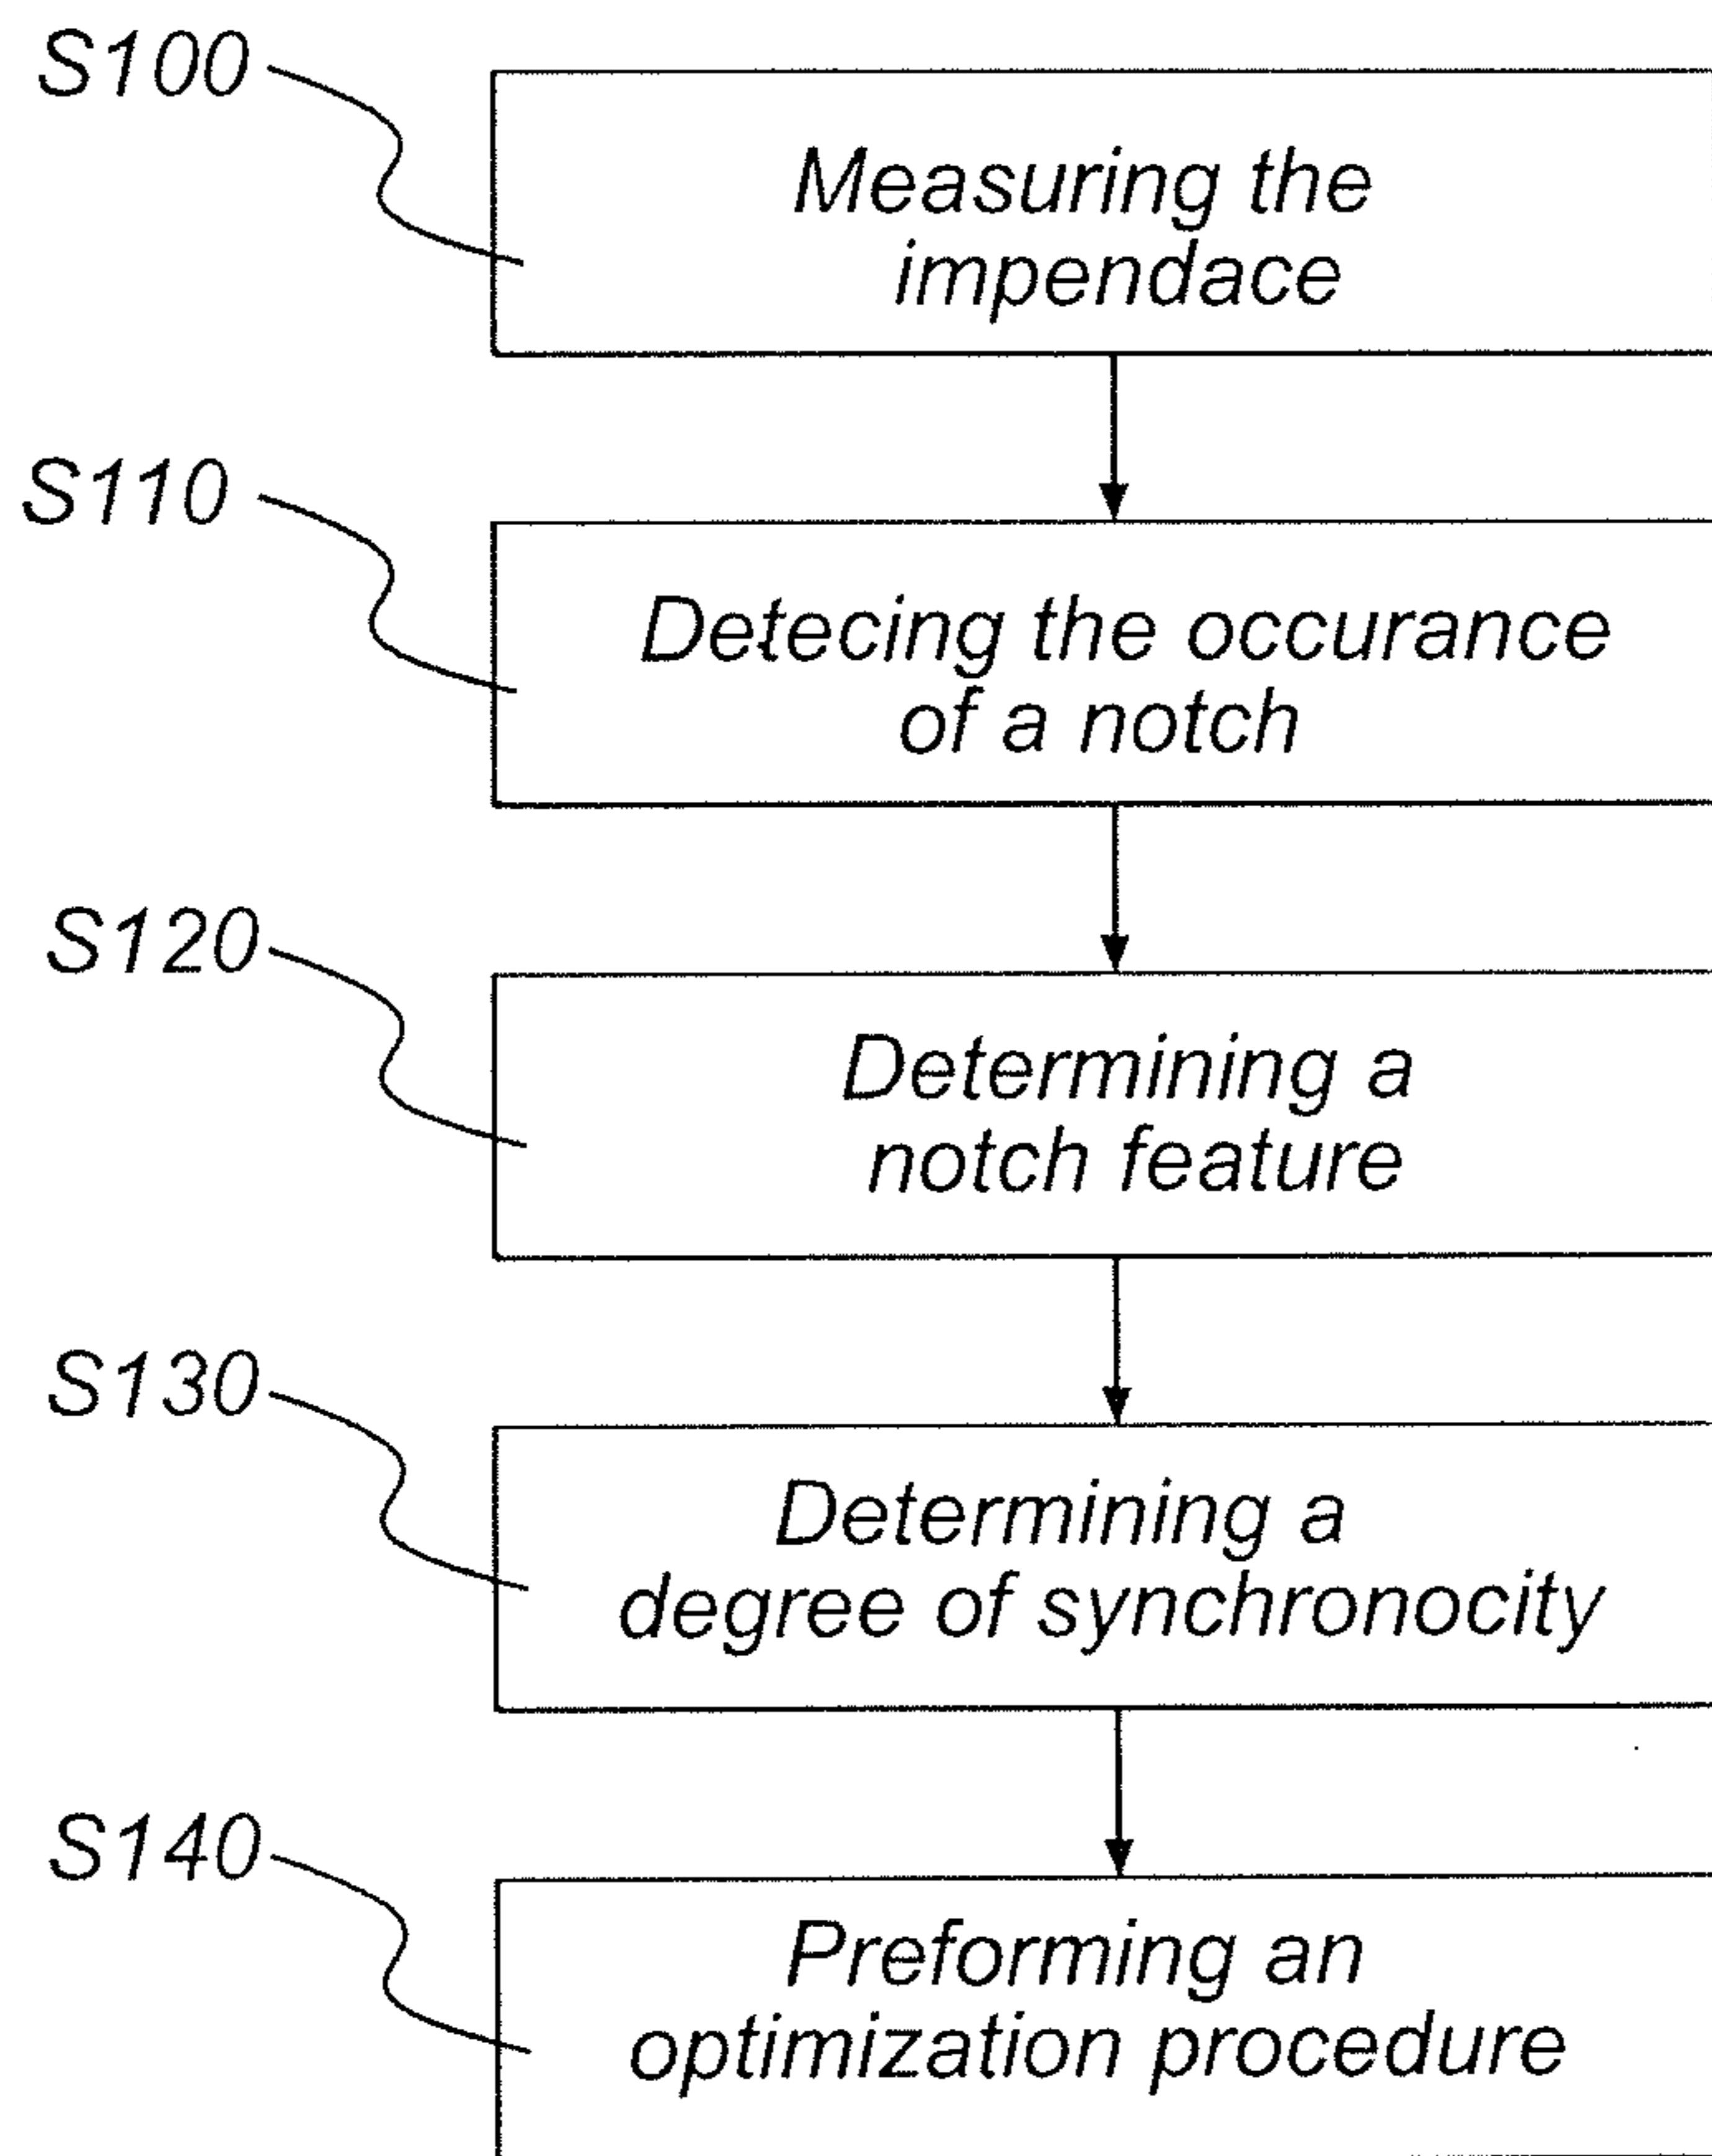 S100
Measuring the
impendace
S110
Detecing the occurance
of a notch
S120
Determining a
notch feature
S130
Determining a
degree of synchronocity
S140
Preforming an
optimization procedure